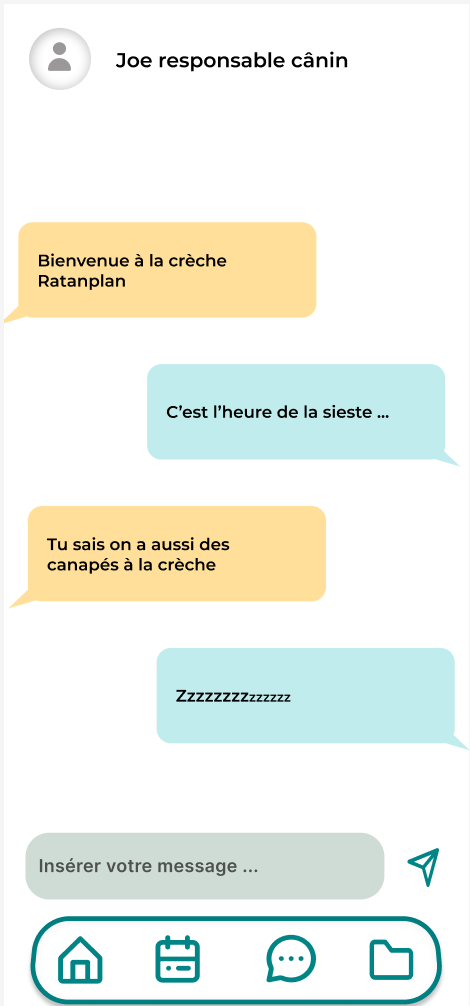 Joe responsable cânin
Bienvenue à la crèche
Ratanplan
C’est l’heure de la sieste ...
Tu sais on a aussi des
canapés à la crèche
Zzzzzzzzzzzzzz
Insérer votre message ...